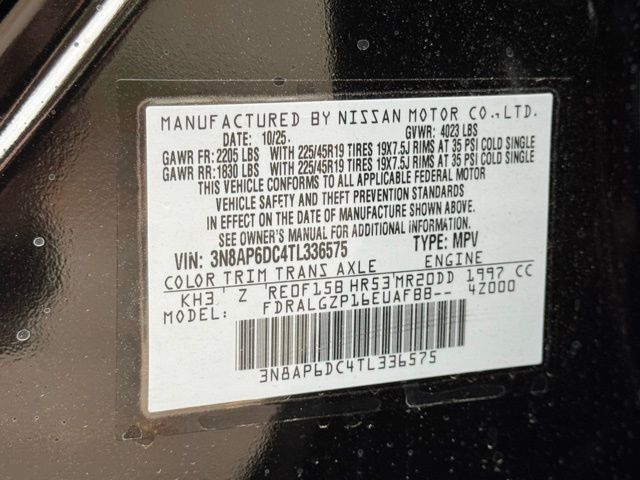 MANUFACTURED BY NISSAN MOTOR CO.,LTD.
DATE: 10/25. GVWR: 4023 LBS
GAWR FR: 2205 LBS WITH 225/45R19 TIRES 19X7.5J RIMS AT 35 PSI COLD SINGLE
GAWR RR: 1830 LBS WITH 225/45R19 TIRES 19X7.5J RIMS AT 35 PSI COLD SINGLE
THIS VEHICLE CONFORMS TO ALL APPLICABLE FEDERAL MOTOR
VEHICLE SAFETY AND THEFT PREVENTION STANDARDS
IN EFFECT ON THE DATE OF MANUFACTURE SHOWN ABOVE.
SEE OWNER'S MANUAL FOR ADDITIONAL INFORMATION.
VIN: 3N8AP6DC4TL336575 TYPE: MPV
COLOR TRIM TRANS AXLE ENGINE
KH3 Z RE0F15B HR53 MR20DD 1997 CC
MODEL: FDRALGZP16EUAFBB-- 4Z000
3N8AP6DC4TL336575